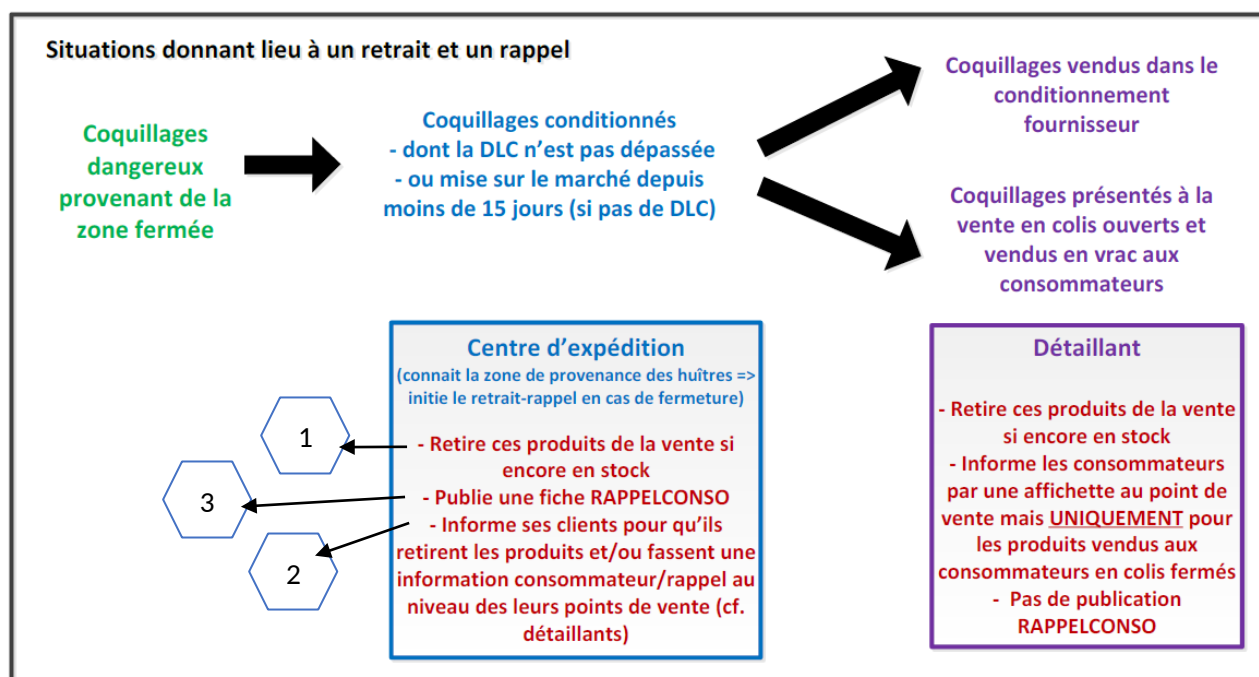 Situations donnant lieu à un retrait et un rappel
Coquillages
dangereux
provenant de la
zone fermée
Coquillages conditionnés
- dont la DLC n'est pas dépassée
- ou mise sur le marché depuis
moins de 15 jours (si pas de DLC)
Coquillages vendus dans le
conditionnement
fournisseur
Coquillages présentés à la
vente en colis ouverts et
vendus en vrac aux
consommateurs
Centre d'expédition
(connait la zone de provenance des huîtres =>
initie le retrait-rappel en cas de fermeture)
1
- Retire ces produits de la vente si
encore en stock
3
- Publie une fiche RAPPELCONSO
2
- Informe ses clients pour qu'ils
retirent les produits et/ou fassent une
information consommateur/rappel au
niveau des leurs points de vente (cf.
détaillants)
Détaillant
- Retire ces produits de la vente
si encore en stock
- Informe les consommateurs
par une affichette au point de
vente mais UNIQUEMENT pour
les produits vendus aux
consommateurs en colis fermés
- Pas de publication
RAPPELCONSO